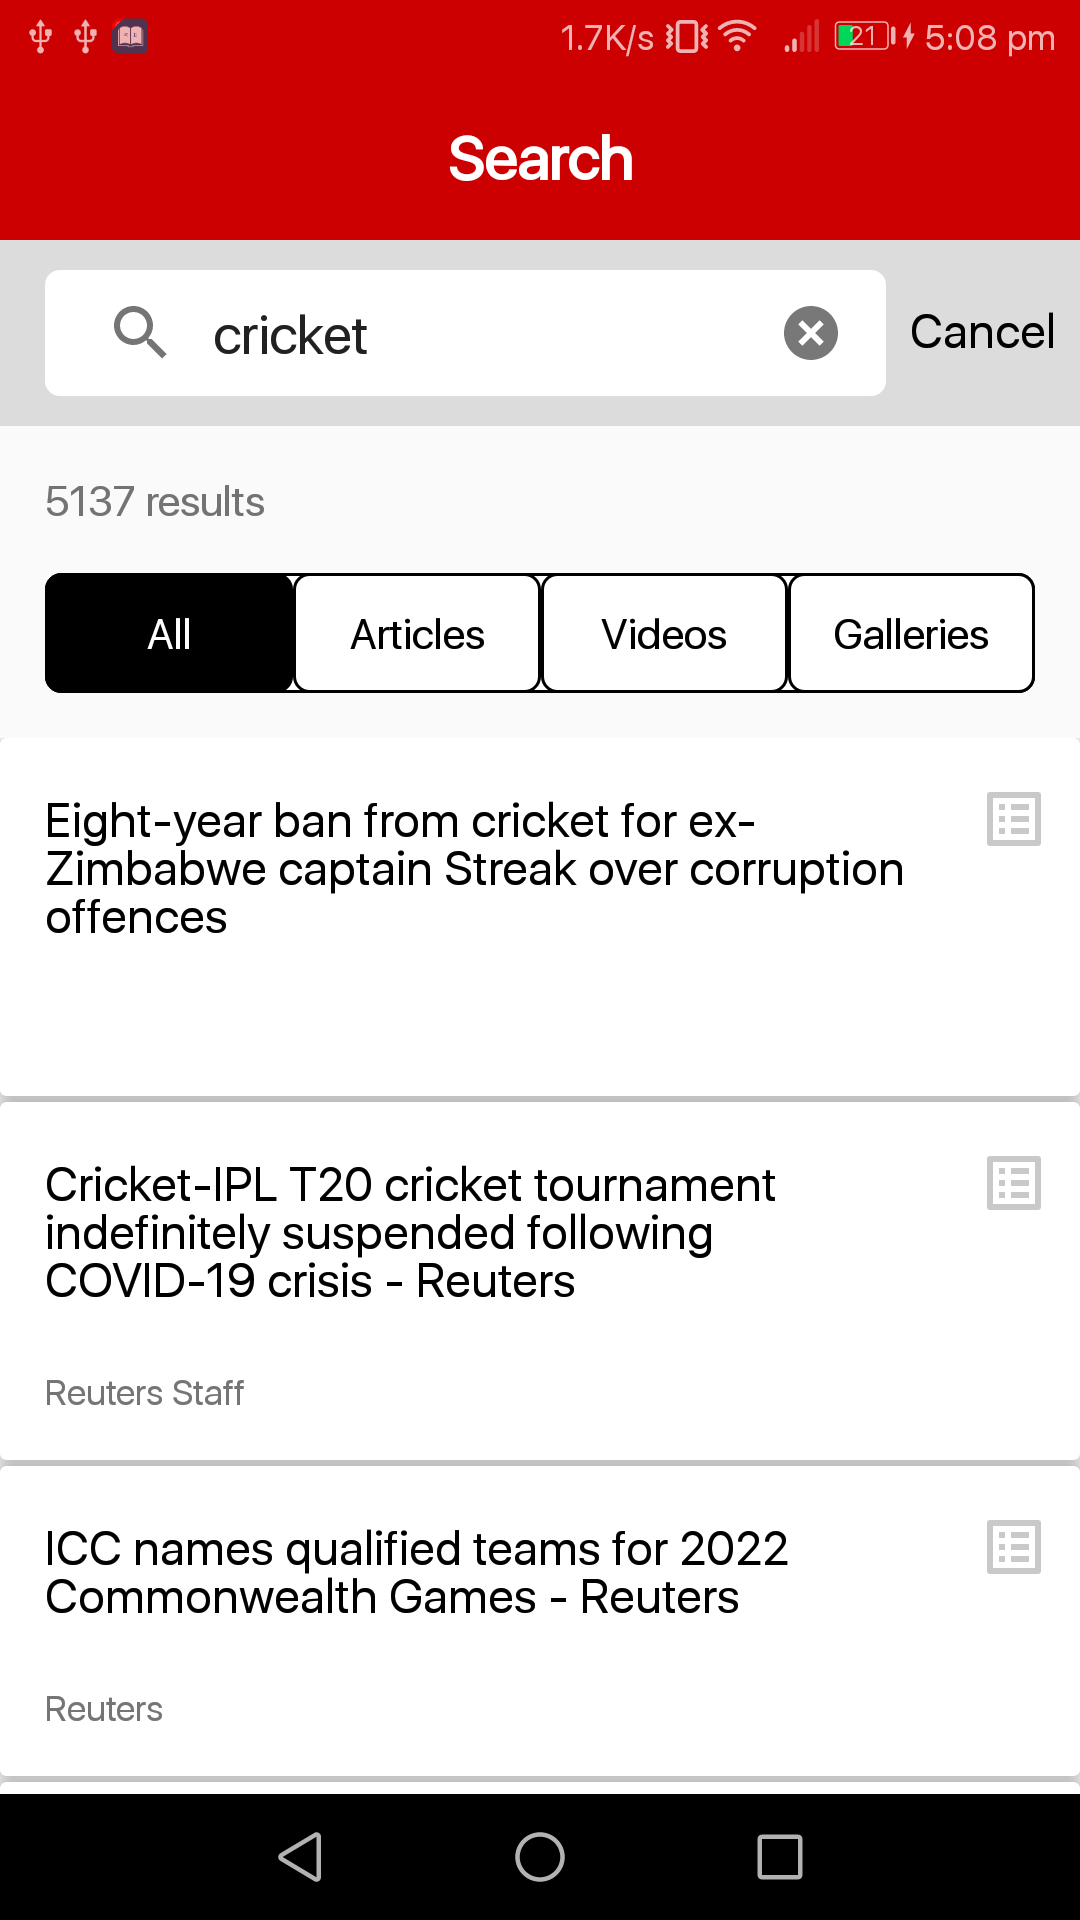 1.7K/s 21 5:08 pm
Search
cricket Cancel
5137 results
All Articles Videos Galleries
Eight-year ban from cricket for ex-
Zimbabwe captain Streak over corruption
offences
Cricket-IPL T20 cricket tournament
indefinitely suspended following
COVID-19 crisis - Reuters
Reuters Staff
ICC names qualified teams for 2022
Commonwealth Games - Reuters
Reuters